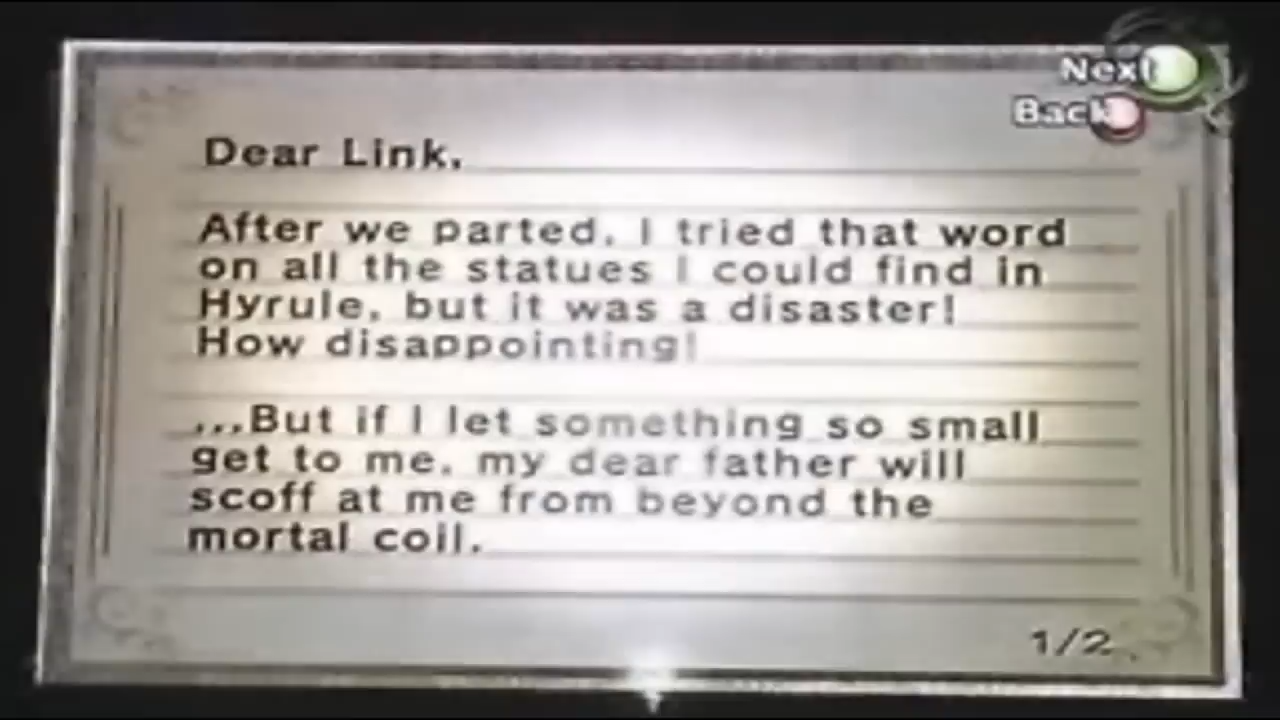 Next
Back
Dear Link,
After we parted, I tried that word
on all the statues I could find in
Hyrule, but it was a disaster!
How disappointing!
...But if I let something so small
get to me, my dear father will
scoff at me from beyond the
mortal coil.
1/2